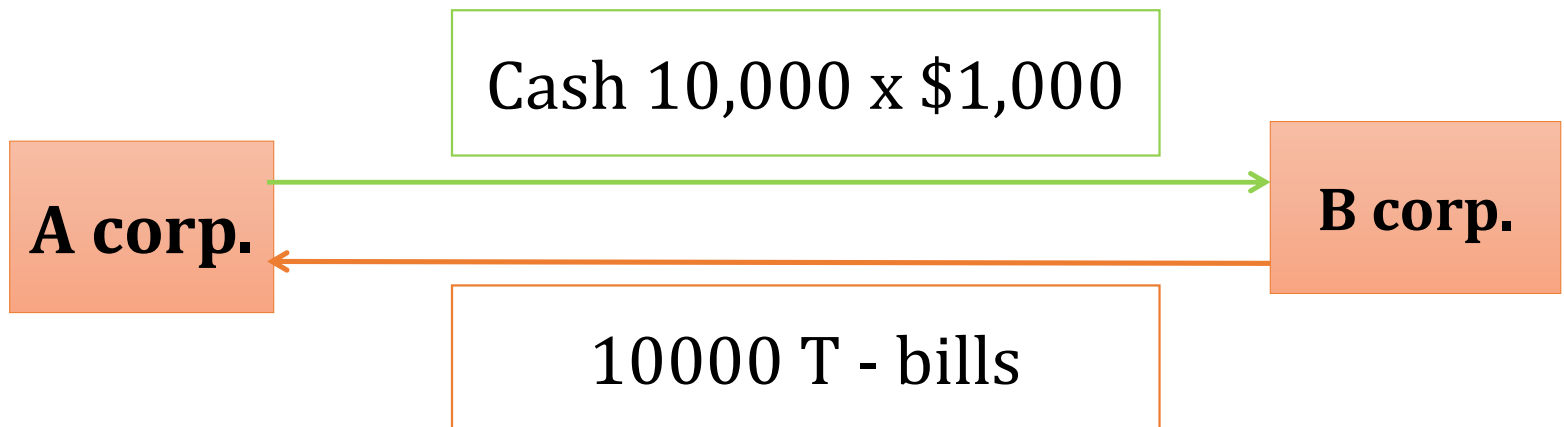 Cash 10,000 x $1,000
A corp.
B corp.
10000 T - bills